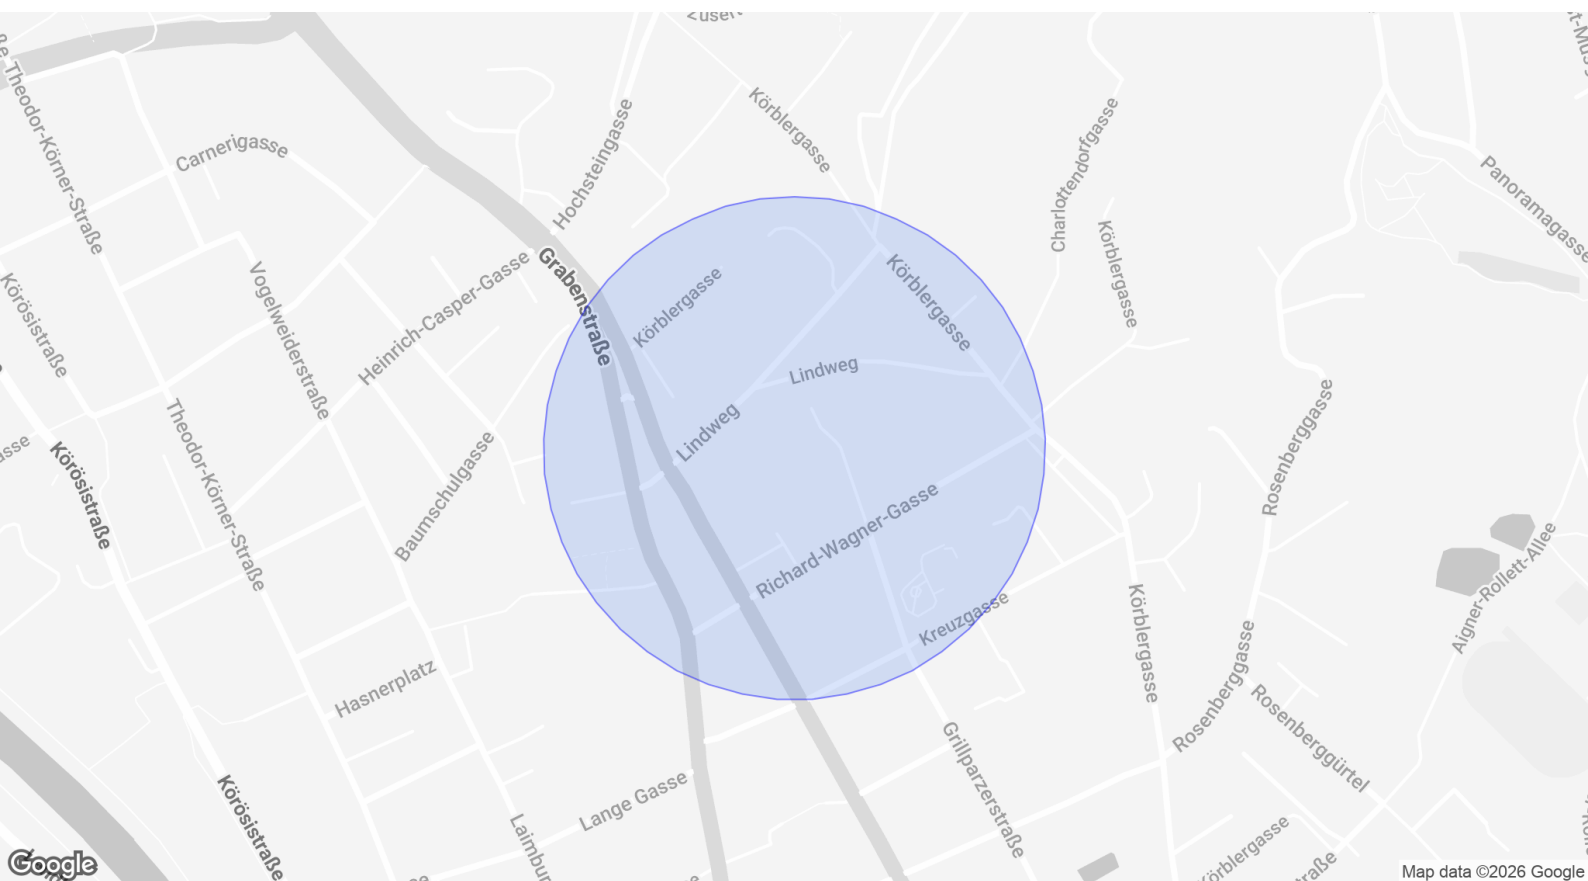 Theodor-Körner-Straße
Carnerigasse
Hochsteingasse
Körblergasse
Charlottendorfgasse
Körblergasse
Panoramagasse
Körösistraße
Vogelweiderstraße
Heinrich-Casper-Gasse
Grabenstraße
Körblergasse
Körblergasse
Lindweg
Lindweg
Körösistraße
Theodor-Körner-Straße
Baumschulgasse
Richard-Wagner-Gasse
Rosenberggasse
Kreuzgasse
Körblergasse
Aigner-Rollett-Allee
Hasnerplatz
Rosenberggasse
Rosenberggürtel
Grillparzerstraße
Lange Gasse
Körösistraße
Körblergasse
Google
Map data ©2026 Google